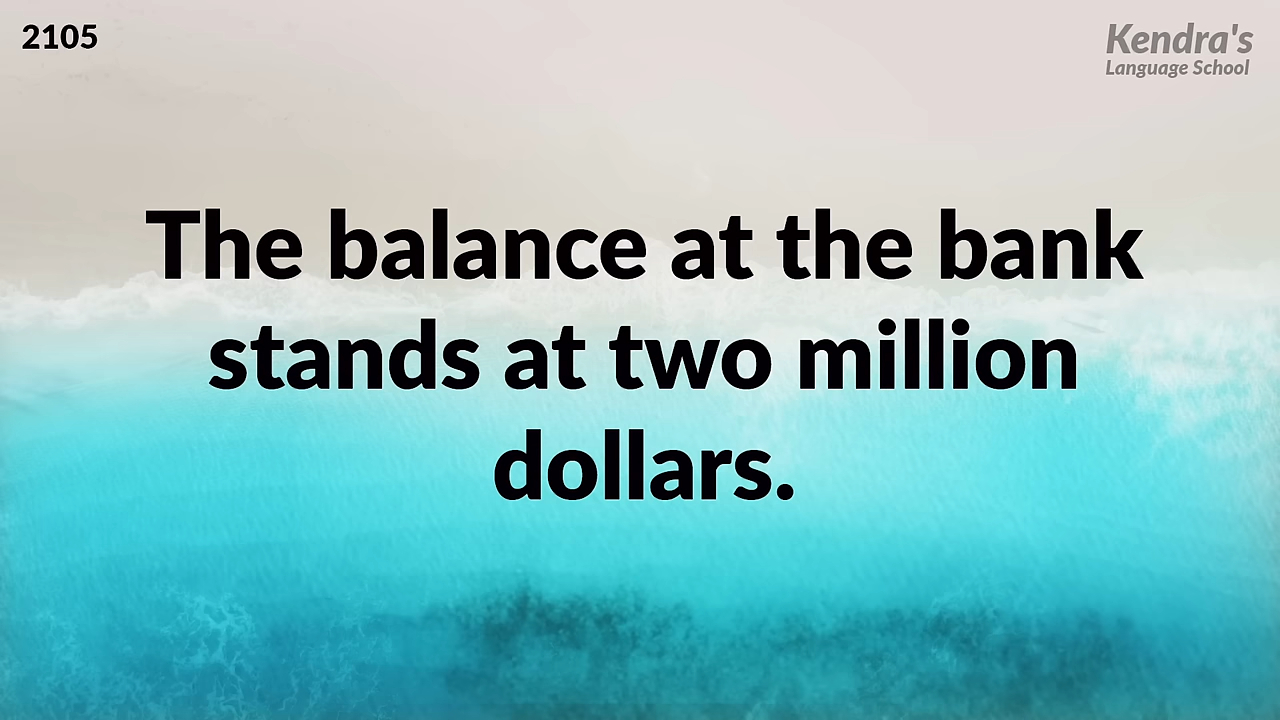 2105
Kendra's
Language School
The balance at the bank
stands at two million
dollars.